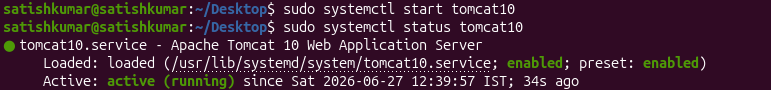 satishkumar@satishkumar:~/Desktop$ sudo systemctl start tomcat10
satishkumar@satishkumar:~/Desktop$ sudo systemctl status tomcat10
● tomcat10.service - Apache Tomcat 10 Web Application Server
     Loaded: loaded (/usr/lib/systemd/system/tomcat10.service; enabled; preset: enabled)
     Active: active (running) since Sat 2026-06-27 12:39:57 IST; 34s ago